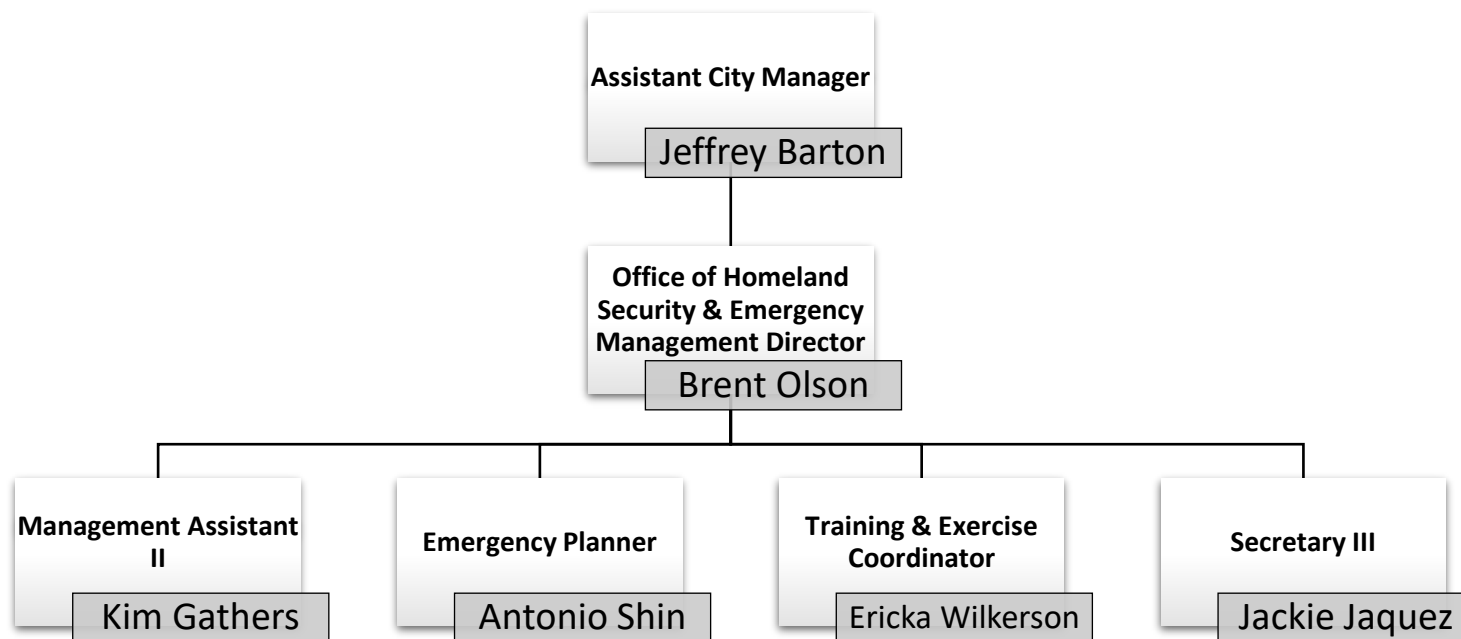 Assistant City Manager
Jeffrey Barton
Office of Homeland
Security & Emergency
Management Director
Brent Olson
Management Assistant
II
Kim Gathers
Emergency Planner
Antonio Shin
Training & Exercise
Coordinator
Ericka Wilkerson
Secretary III
Jackie Jaquez